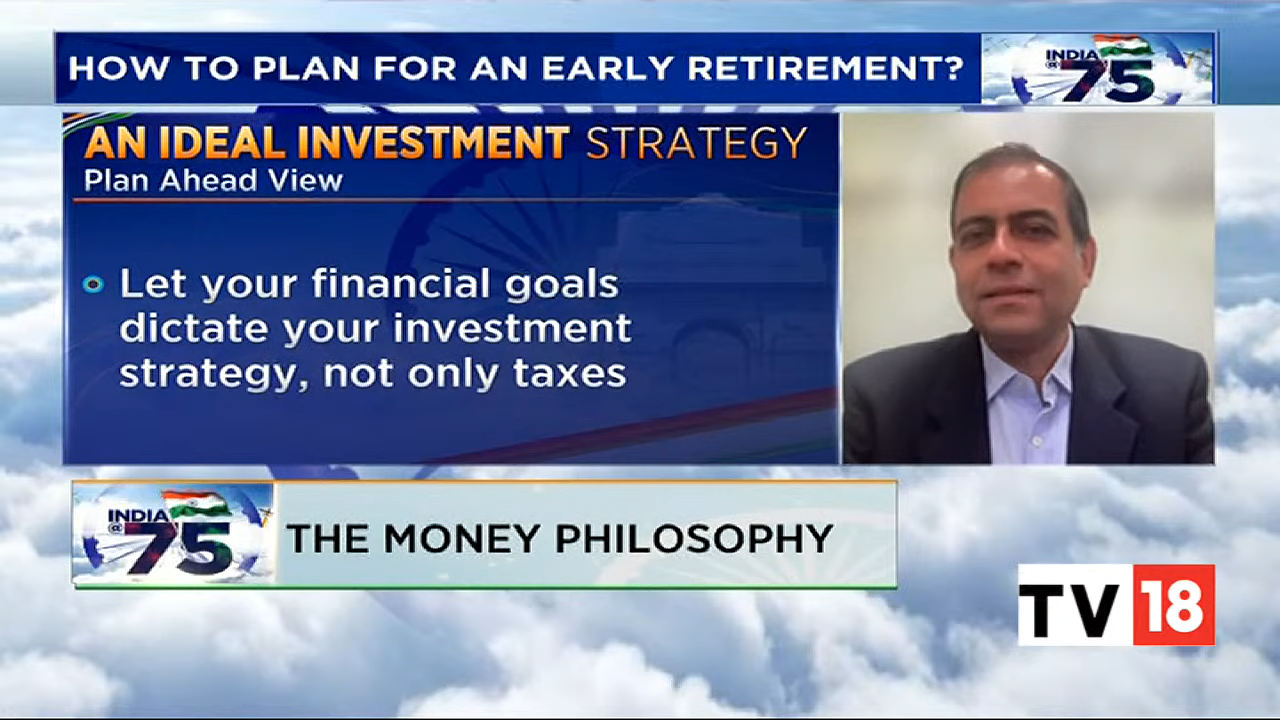 HOW TO PLAN FOR AN EARLY RETIREMENT?
INDIA
@
75
AN IDEAL INVESTMENT STRATEGY
Plan Ahead View
Let your financial goals
dictate your investment
strategy, not only taxes
INDIA
@
75
THE MONEY PHILOSOPHY
TV18